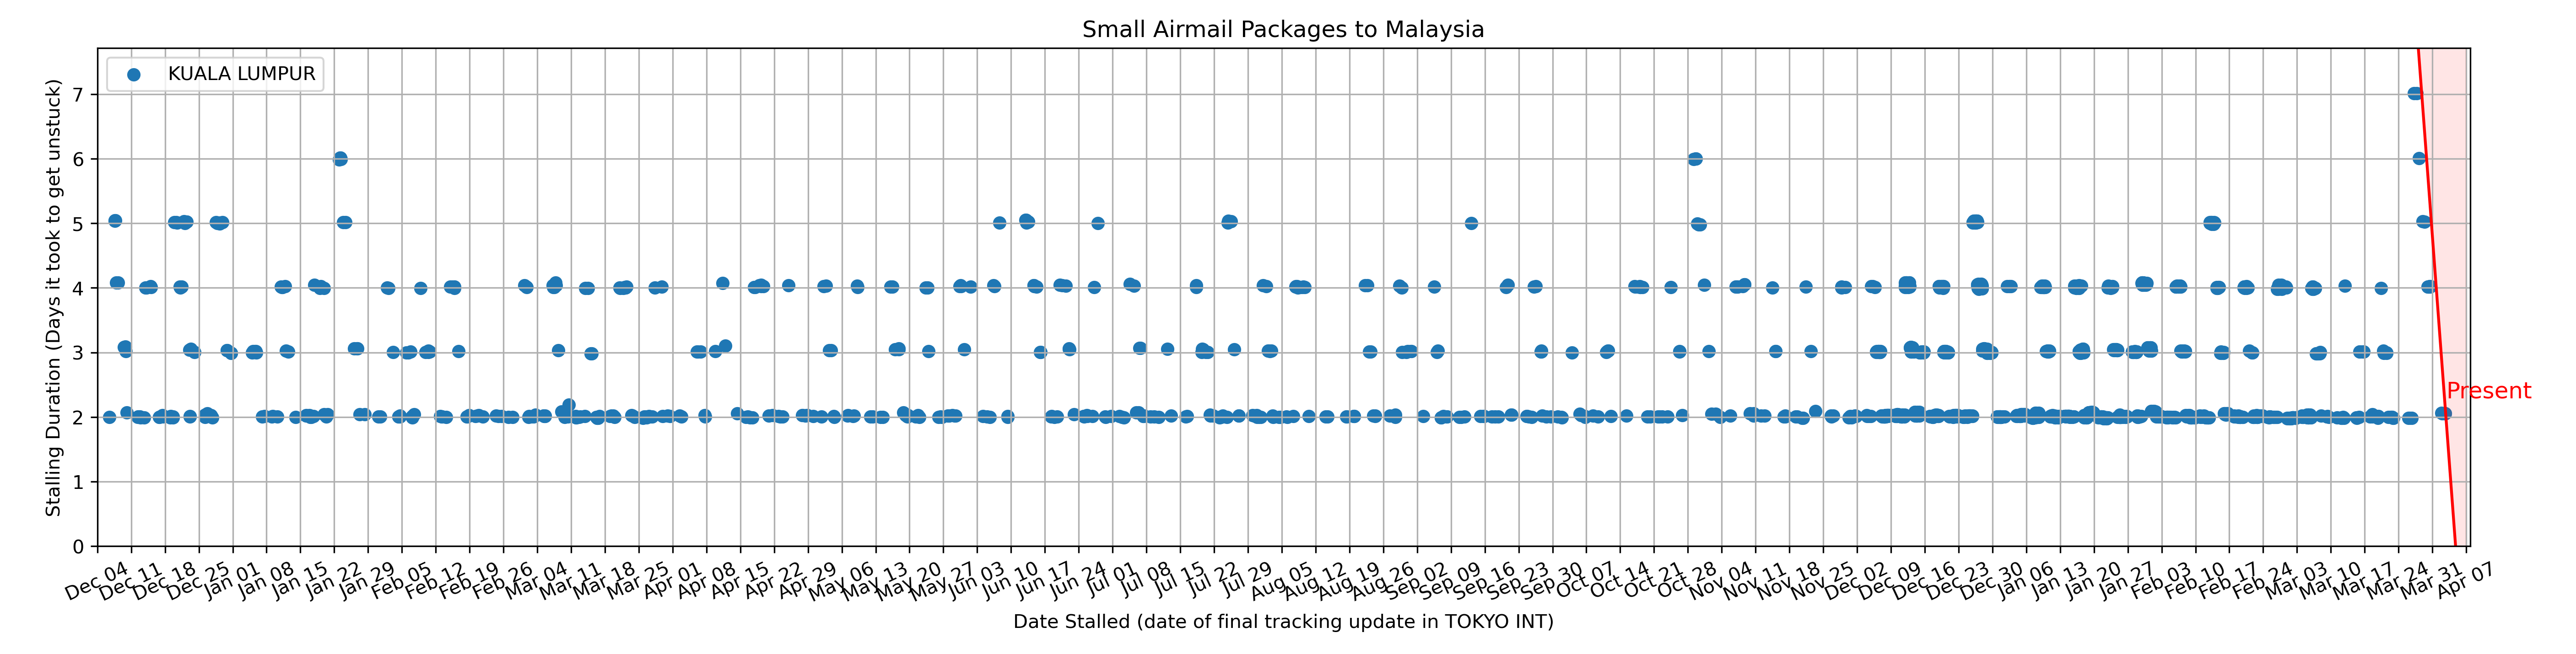 Small Airmail Packages to Malaysia
KUALA LUMPUR
Stalling Duration (Days it took to get unstuck)
7
6
5
4
3
2
1
0
Present
Dec 04
Dec 11
Dec 18
Dec 25
Jan 01
Jan 08
Jan 15
Jan 22
Jan 29
Feb 05
Feb 12
Feb 19
Feb 26
Mar 04
Mar 11
Mar 18
Mar 25
Apr 01
Apr 08
Apr 15
Apr 22
Apr 29
May 06
May 13
May 20
May 27
Jun 03
Jun 10
Jun 17
Jun 24
Jul 01
Jul 08
Jul 15
Jul 22
Jul 29
Aug 05
Aug 12
Aug 19
Aug 26
Sep 02
Sep 09
Sep 16
Sep 23
Sep 30
Oct 07
Oct 14
Oct 21
Oct 28
Nov 04
Nov 11
Nov 18
Nov 25
Dec 02
Dec 09
Dec 16
Dec 23
Dec 30
Jan 06
Jan 13
Jan 20
Jan 27
Feb 03
Feb 10
Feb 17
Feb 24
Mar 03
Mar 10
Mar 17
Mar 24
Mar 31
Apr 07
Date Stalled (date of final tracking update in TOKYO INT)